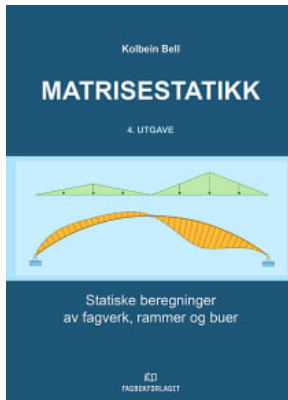 Kolbein Bell
MATRISESTATIKK
4. UTGAVE
Statiske beregninger
av fagverk, rammer og buer
FAGBOKFORLAGET